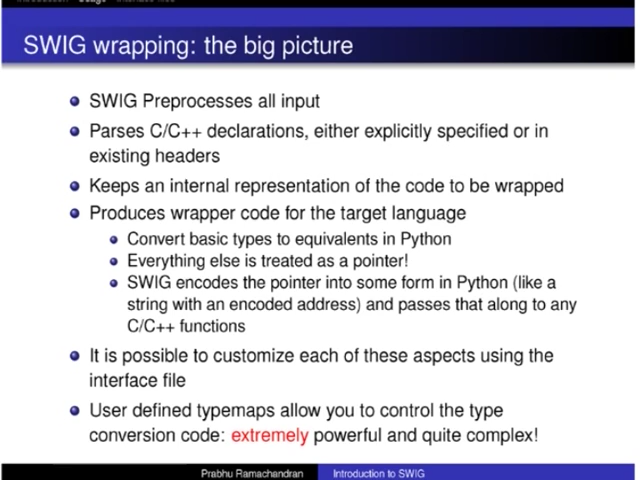 SWIG wrapping: the big picture
SWIG Preprocesses all input
Parses C/C++ declarations, either explicitly specified or in
existing headers
Keeps an internal representation of the code to be wrapped
Produces wrapper code for the target language
Convert basic types to equivalents in Python
Everything else is treated as a pointer!
SWIG encodes the pointer into some form in Python (like a
string with an encoded address) and passes that along to any
C/C++ functions
It is possible to customize each of these aspects using the
interface file
User defined typemaps allow you to control the type
conversion code: extremely powerful and quite complex!
Prabhu Ramachandran Introduction to SWIG